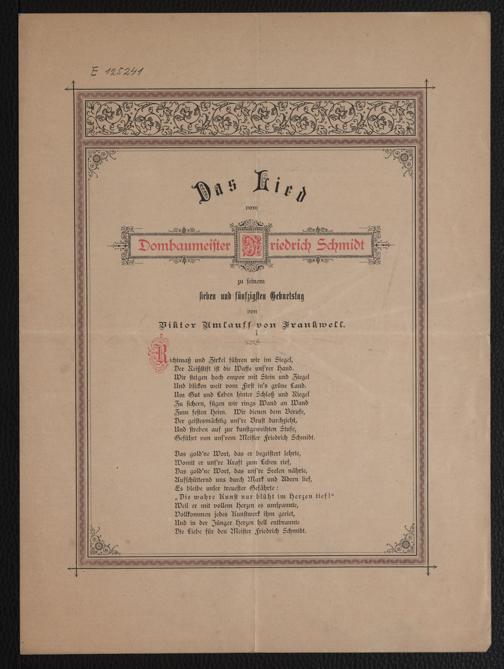 E 125241
Das Lied
vom
Dombaumeister Friedrich Schmidt
zu seinem
sieben und fünfzigsten Geburtstag
von
Viktor Umlauff von Frankwell.
Richtmaß und Zirkel führen wir im Siegel,
Der Reißstift ist die Waffe uns'rer Hand.
Wir steigen hoch empor mit Stein und Ziegel
Und blicken weit vom First in's grüne Land.
Um Gut und Leben hinter Schloß und Riegel
Zu sichern, fügen wir rings Wand an Wand
Zum festen Heim. Wir dienen dem Berufe,
Der geistesmächtig uns're Brust durchzieht,
Und streben auf zur kunstgeweihten Stufe,
Geführt von uns'rem Meister Friedrich Schmidt.
Das gold'ne Wort, das er begeistert lehrte,
Womit er uns're Kraft zum Leben rief,
Das gold'ne Wort, das uns're Seelen nährte,
Aufschütternd uns durch Mark und Adern lief,
Es bleibe unser treuester Gefährte:
„Die wahre Kunst nur blüht im Herzen tief!“
Weil er mit vollem Herzen es umspannte,
Vollkommen jedes Kunstwerk ihm geriet,
Und in der Jünger Herzen hell entbrannte
Die Liebe für den Meister Friedrich Schmidt.